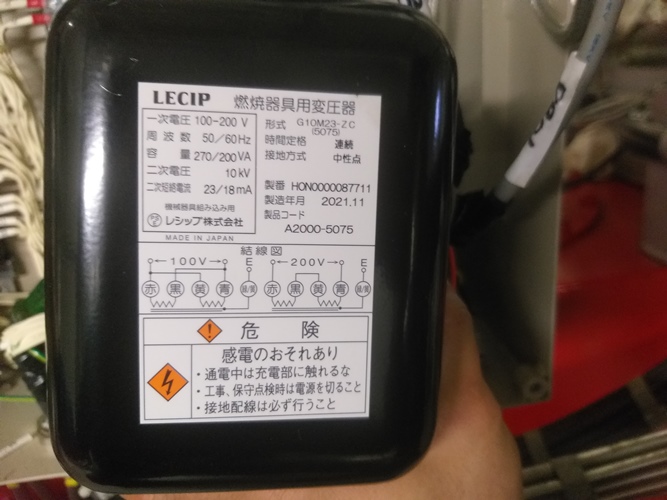 LECIP 燃焼器具用変圧器
一次電圧 100-200 V
周波数 50/60Hz
容量 270/200VA
二次電圧 10kV
二次短絡電流 23/18mA
機械器具組み込み用
レシップ株式会社
MADE IN JAPAN
形式 G10M23-ZC
(5075)
時間定格 連続
接地方式 中性点
製番 HON0000087711
製造年月 2021.11
製品コード
A2000-5075
結線図
100V E
赤 黒 黄 青 緑/黄
200V E
赤 黒 黄 青 緑/黄
危険
感電のおそれあり
・通電中は充電部に触れるな
・工事、保守点検時は電源を切ること
・接地配線は必ず行うこと